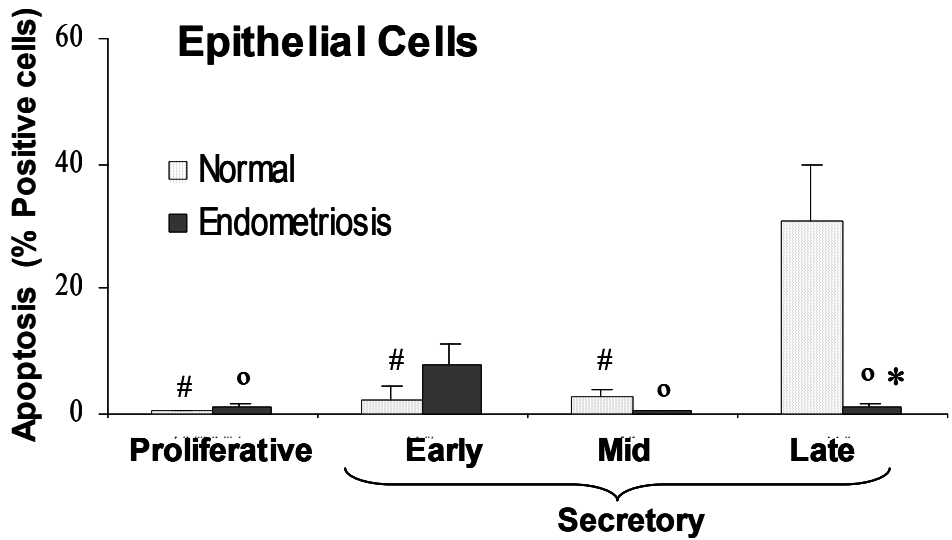 Epithelial Cells
Apoptosis (% Positive cells)
60
40
20
0
Normal
Endometriosis
#
o
#
#
o
o *
Proliferative
Early
Mid
Late
Secretory